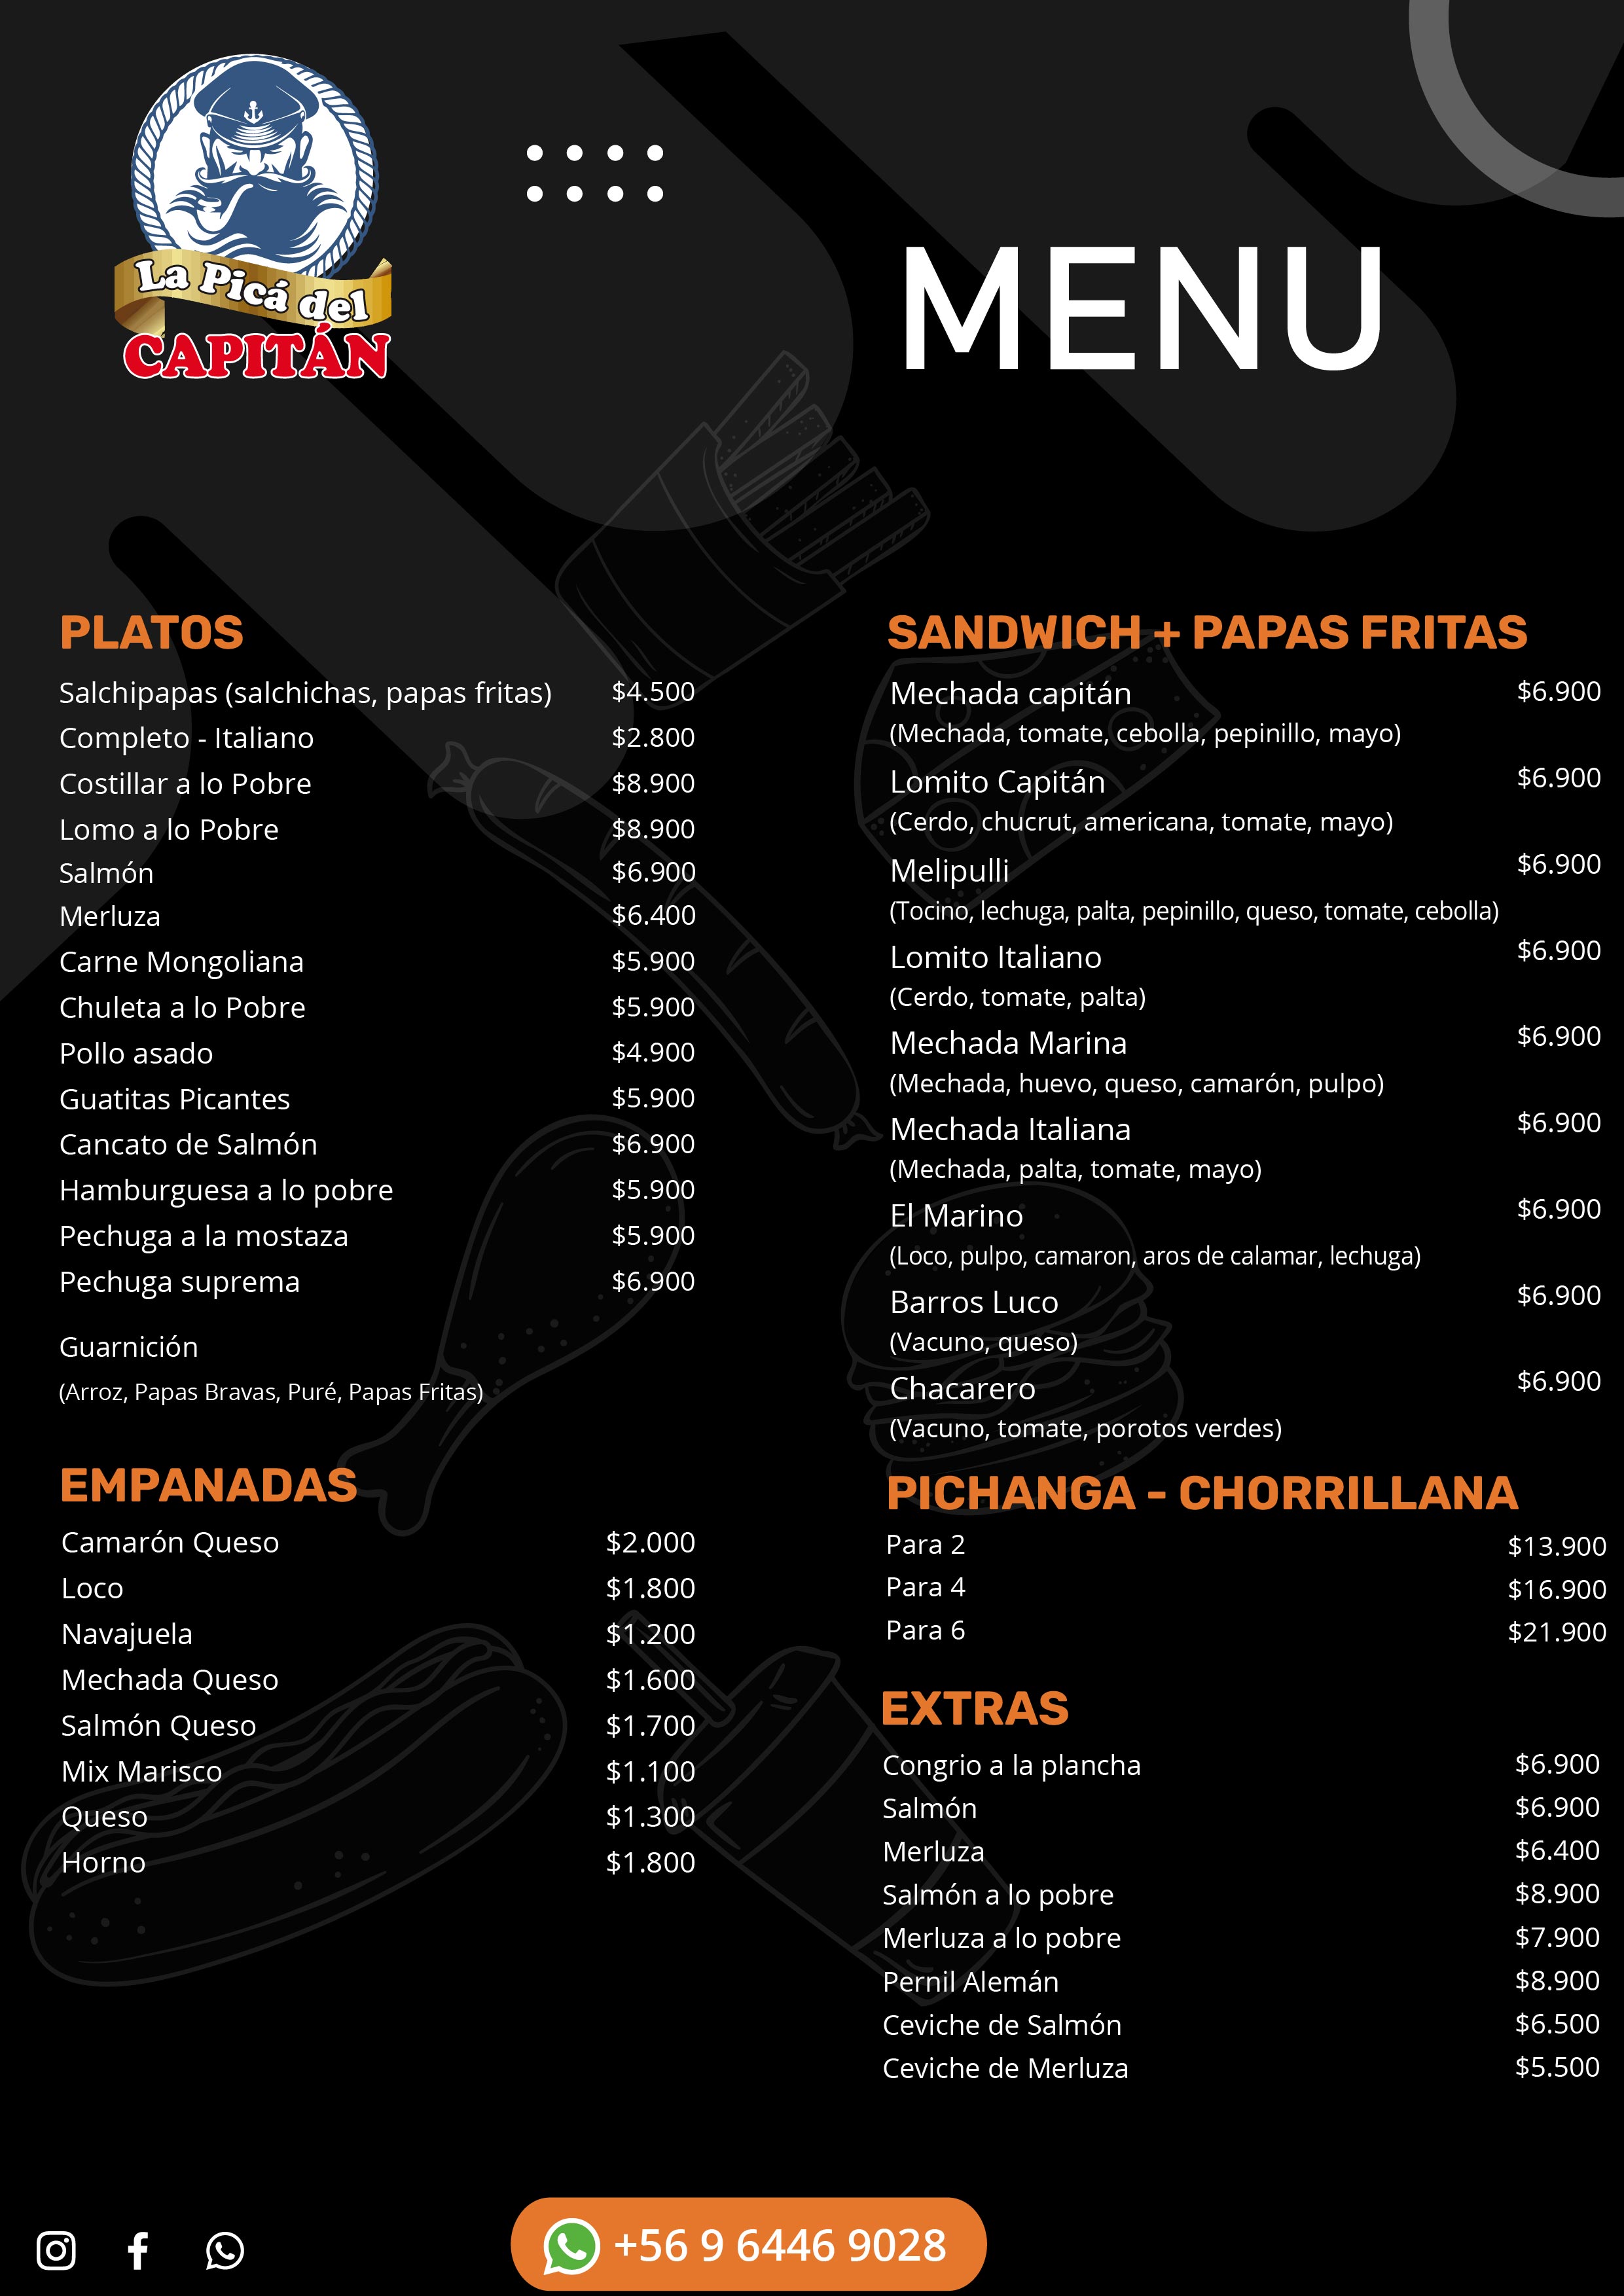 La Picá del
CAPITÁN
MENU
PLATOS
Salchipapas (salchichas, papas fritas) $4.500
Completo - Italiano $2.800
Costillar a lo Pobre $8.900
Lomo a lo Pobre $8.900
Salmón $6.900
Merluza $6.400
Carne Mongoliana $5.900
Chuleta a lo Pobre $5.900
Pollo asado $4.900
Guatitas Picantes $5.900
Cancato de Salmón $6.900
Hamburguesa a lo pobre $5.900
Pechuga a la mostaza $5.900
Pechuga suprema $6.900
Guarnición
(Arroz, Papas Bravas, Puré, Papas Fritas)
EMPANADAS
Camarón Queso $2.000
Loco $1.800
Navajuela $1.200
Mechada Queso $1.600
Salmón Queso $1.700
Mix Marisco $1.100
Queso $1.300
Horno $1.800
SANDWICH + PAPAS FRITAS
Mechada capitán $6.900
(Mechada, tomate, cebolla, pepinillo, mayo)
Lomito Capitán $6.900
(Cerdo, chucrut, americana, tomate, mayo)
Melipulli $6.900
(Tocino, lechuga, palta, pepinillo, queso, tomate, cebolla)
Lomito Italiano $6.900
(Cerdo, tomate, palta)
Mechada Marina $6.900
(Mechada, huevo, queso, camarón, pulpo)
Mechada Italiana $6.900
(Mechada, palta, tomate, mayo)
El Marino $6.900
(Loco, pulpo, camaron, aros de calamar, lechuga)
Barros Luco $6.900
(Vacuno, queso)
Chacarero $6.900
(Vacuno, tomate, porotos verdes)
PICHANGA - CHORRILLANA
Para 2 $13.900
Para 4 $16.900
Para 6 $21.900
EXTRAS
Congrio a la plancha $6.900
Salmón $6.900
Merluza $6.400
Salmón a lo pobre $8.900
Merluza a lo pobre $7.900
Pernil Alemán $8.900
Ceviche de Salmón $6.500
Ceviche de Merluza $5.500
+56 9 6446 9028